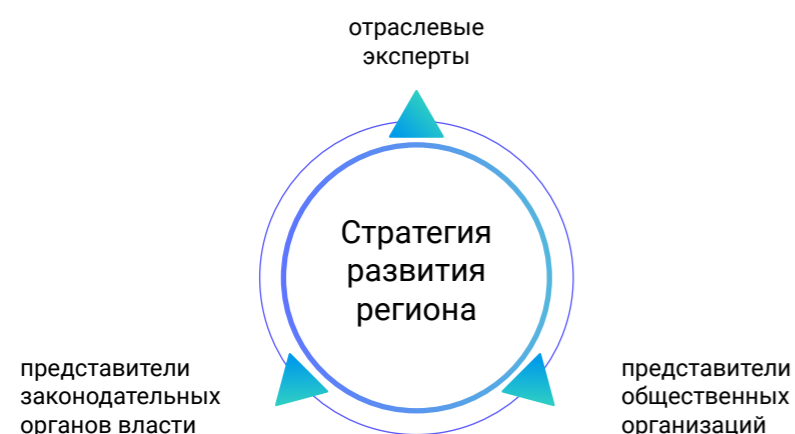 отраслевые
эксперты
Стратегия
развития
региона
представители
законодательных
органов власти
представители
общественных
организаций